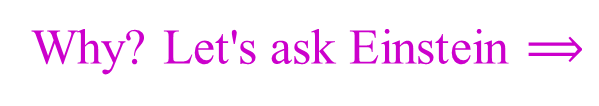 Why? Let's ask Einstein ⟹